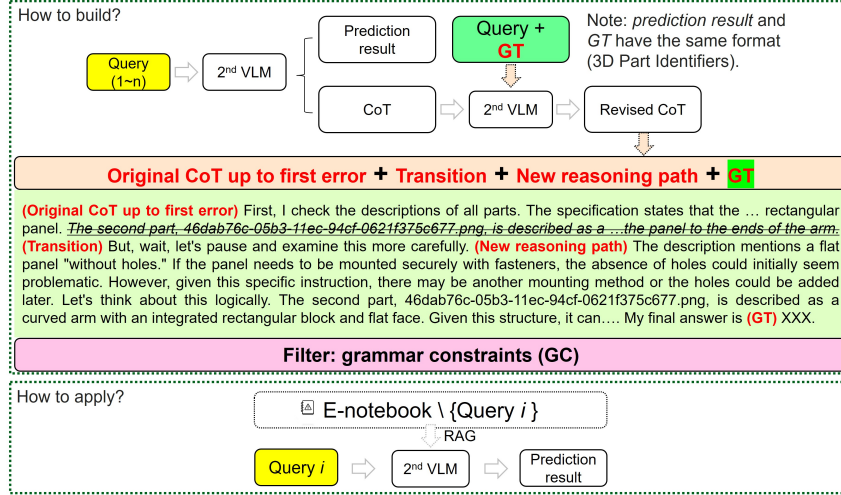 How to build?
Query
(1~n)
2nd VLM
Prediction
result
CoT
Query +
GT
2nd VLM
Revised CoT
Note: prediction result and
GT have the same format
(3D Part Identifiers).
Original CoT up to first error + Transition + New reasoning path + GT
(Original CoT up to first error) First, I check the descriptions of all parts. The specification states that the … rectangular
panel. The second part, 46dab76c-05b3-11ec-94cf-0621f375c677.png, is described as a …the panel to the ends of the arm.
(Transition) But, wait, let's pause and examine this more carefully. (New reasoning path) The description mentions a flat
panel "without holes." If the panel needs to be mounted securely with fasteners, the absence of holes could initially seem
problematic. However, given this specific instruction, there may be another mounting method or the holes could be added
later. Let's think about this logically. The second part, 46dab76c-05b3-11ec-94cf-0621f375c677.png, is described as a
curved arm with an integrated rectangular block and flat face. Given this structure, it can…. My final answer is (GT) XXX.
Filter: grammar constraints (GC)
How to apply?
E-notebook \ {Query i }
RAG
Query i
2nd VLM
Prediction
result